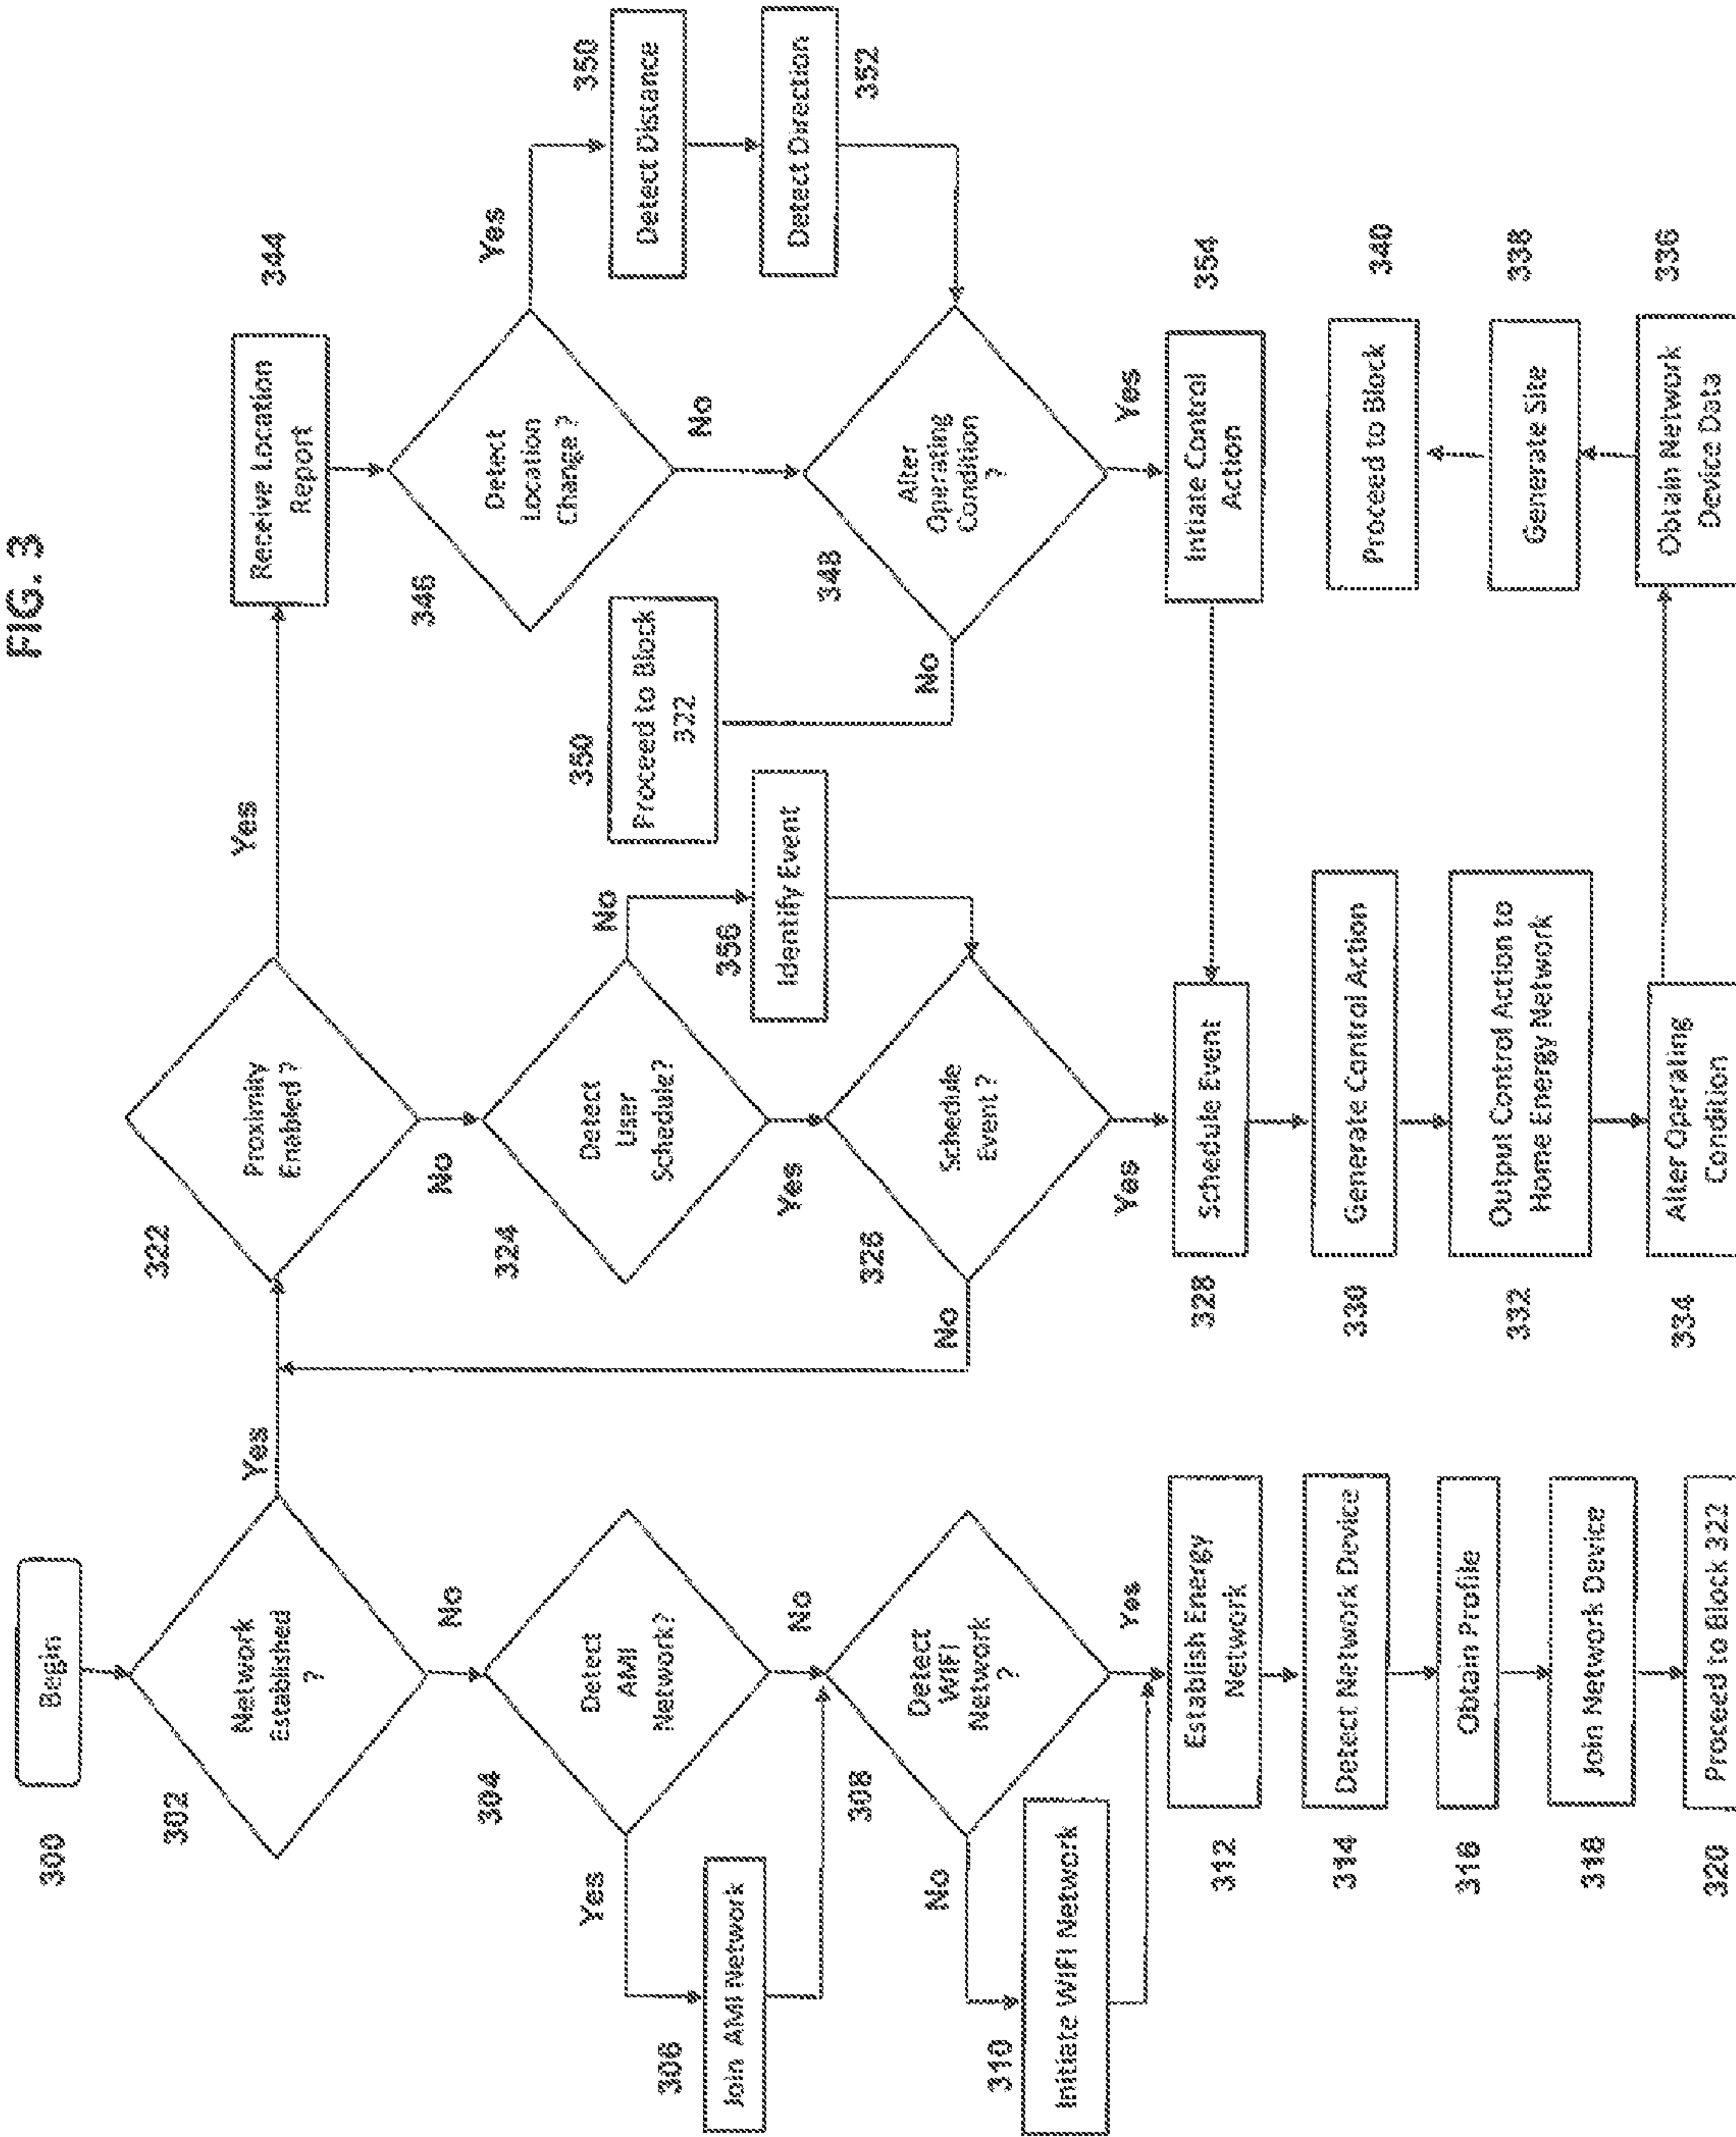 FIG. 3
300
Begin
302
Network
Established
?
Yes
No
304
Detect
AMI
Network?
Yes
No
306
Join AMI Network
308
Detect
WIFI
Network
?
No
Yes
310
Initiate WIFI Network
312
Establish Energy
Network
314
Detect Network Device
316
Obtain Profile
318
Join Network Device
320
Proceed to Block 322
322
Proximity
Enabled ?
Yes
No
324
Detect
User
Schedule?
No
Yes
356
Identify Event
326
Schedule
Event ?
No
Yes
328
Schedule Event
330
Generate Control Action
332
Output Control Action to
Home Energy Network
334
Alter Operating
Condition
344
Receive Location
Report
346
Detect
Location
Change ?
Yes
No
350
Detect Distance
352
Detect Direction
348
Alter
Operating
Condition
?
No
Yes
350
Proceed to Block
322
354
Initiate Control
Action
340
Proceed to Block
338
Generate Site
336
Obtain Network
Device Data